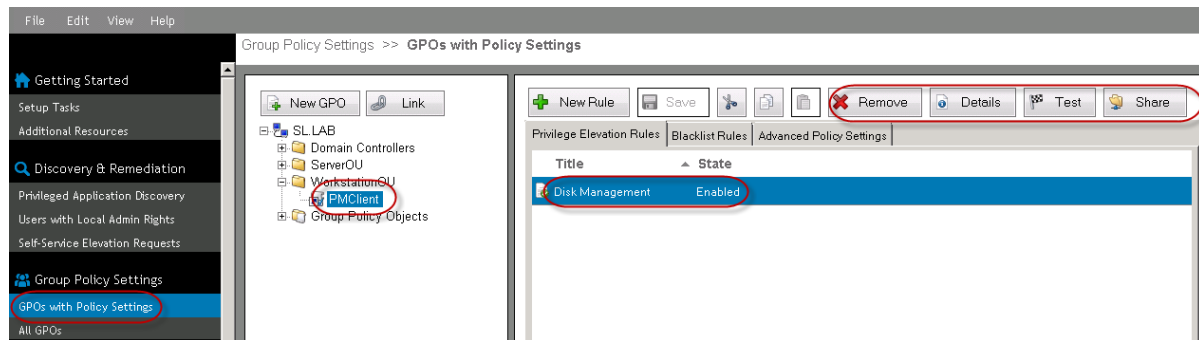 File Edit View Help
Group Policy Settings >> GPOs with Policy Settings
Getting Started
Setup Tasks
Additional Resources
Discovery & Remediation
Privileged Application Discovery
Users with Local Admin Rights
Self-Service Elevation Requests
Group Policy Settings
GPOs with Policy Settings
All GPOs
New GPO Link
SL.LAB
Domain Controllers
ServerOU
WorkstationOU
PMClient
Group Policy Objects
New Rule Save Remove Details Test Share
Privilege Elevation Rules Blacklist Rules Advanced Policy Settings
Title State
Disk Management Enabled